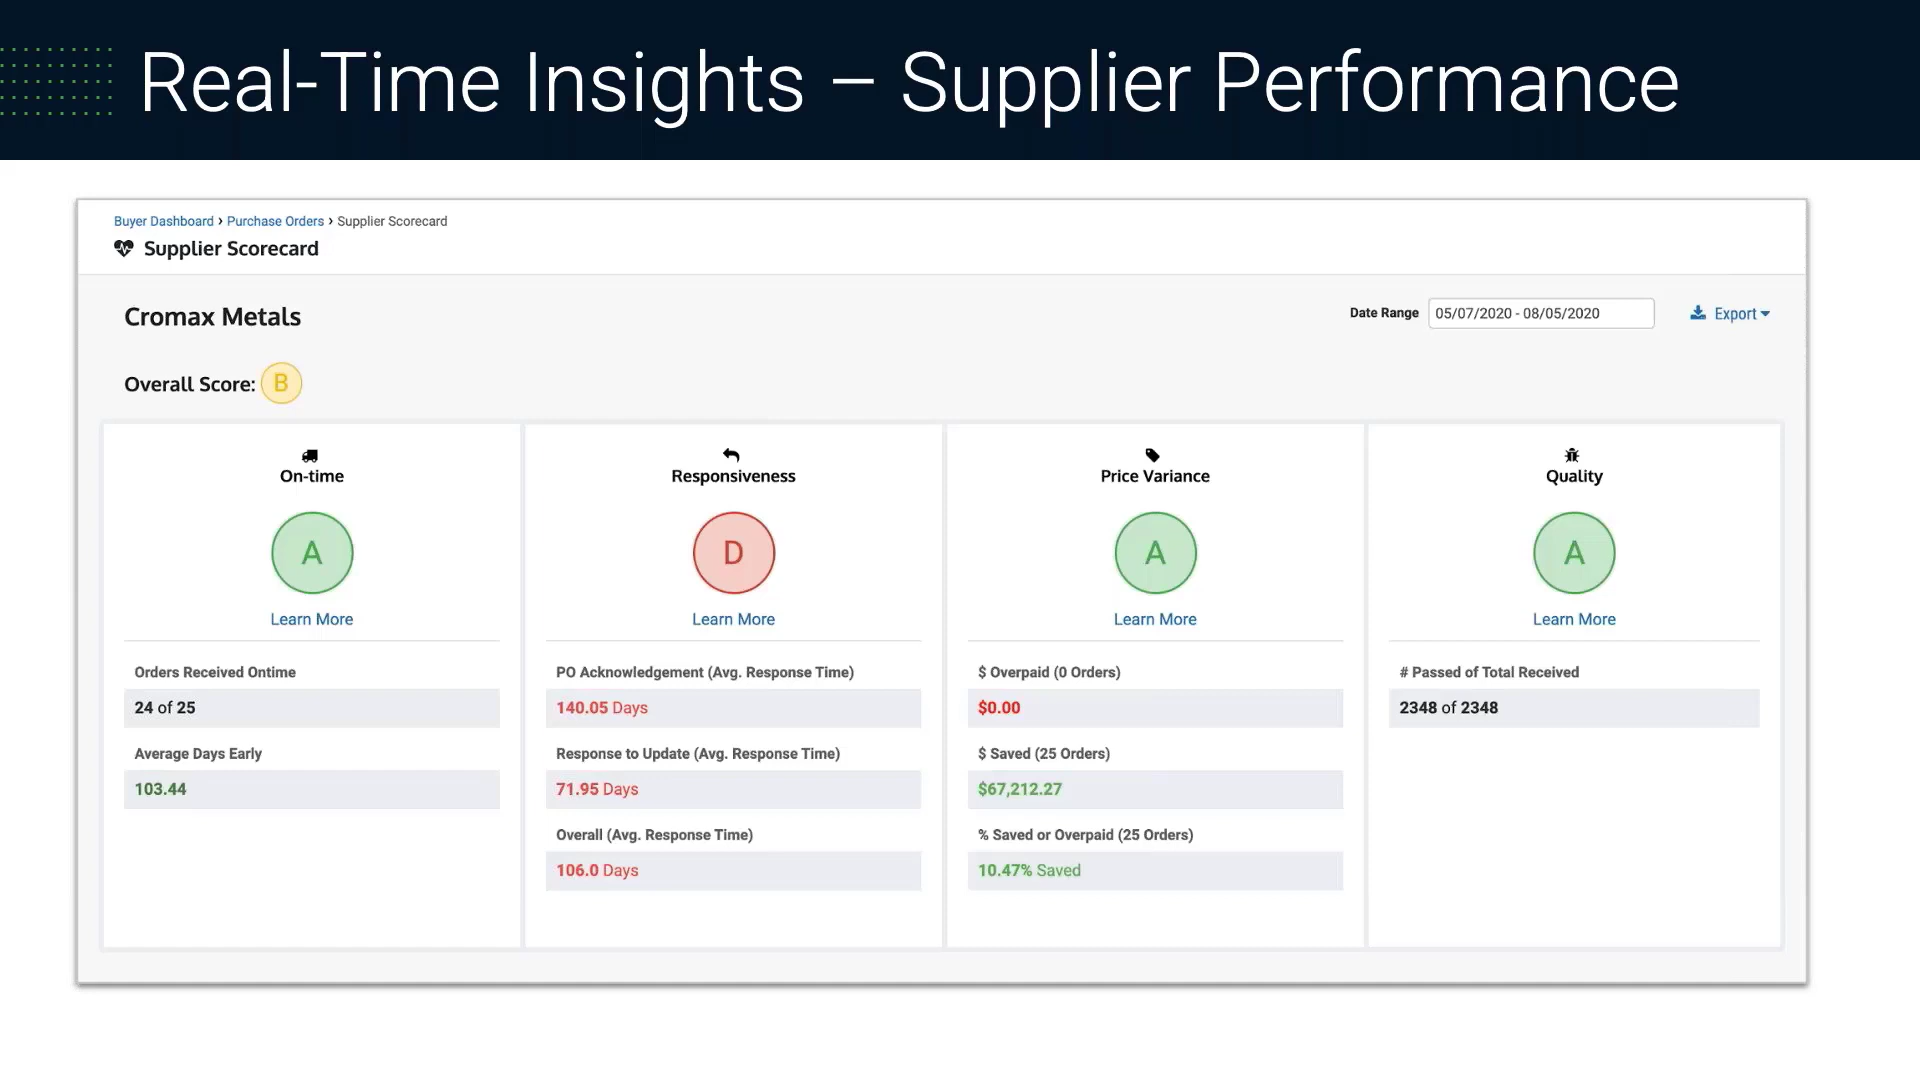 Real-Time Insights – Supplier Performance
Buyer Dashboard › Purchase Orders › Supplier Scorecard
Supplier Scorecard
Cromax Metals
Date Range 05/07/2020 - 08/05/2020 Export
Overall Score: B
On-time
A
Learn More
Orders Received Ontime
24 of 25
Average Days Early
103.44
Responsiveness
D
Learn More
PO Acknowledgement (Avg. Response Time)
140.05 Days
Response to Update (Avg. Response Time)
71.95 Days
Overall (Avg. Response Time)
106.0 Days
Price Variance
A
Learn More
$ Overpaid (0 Orders)
$0.00
$ Saved (25 Orders)
$67,212.27
% Saved or Overpaid (25 Orders)
10.47% Saved
Quality
A
Learn More
# Passed of Total Received
2348 of 2348